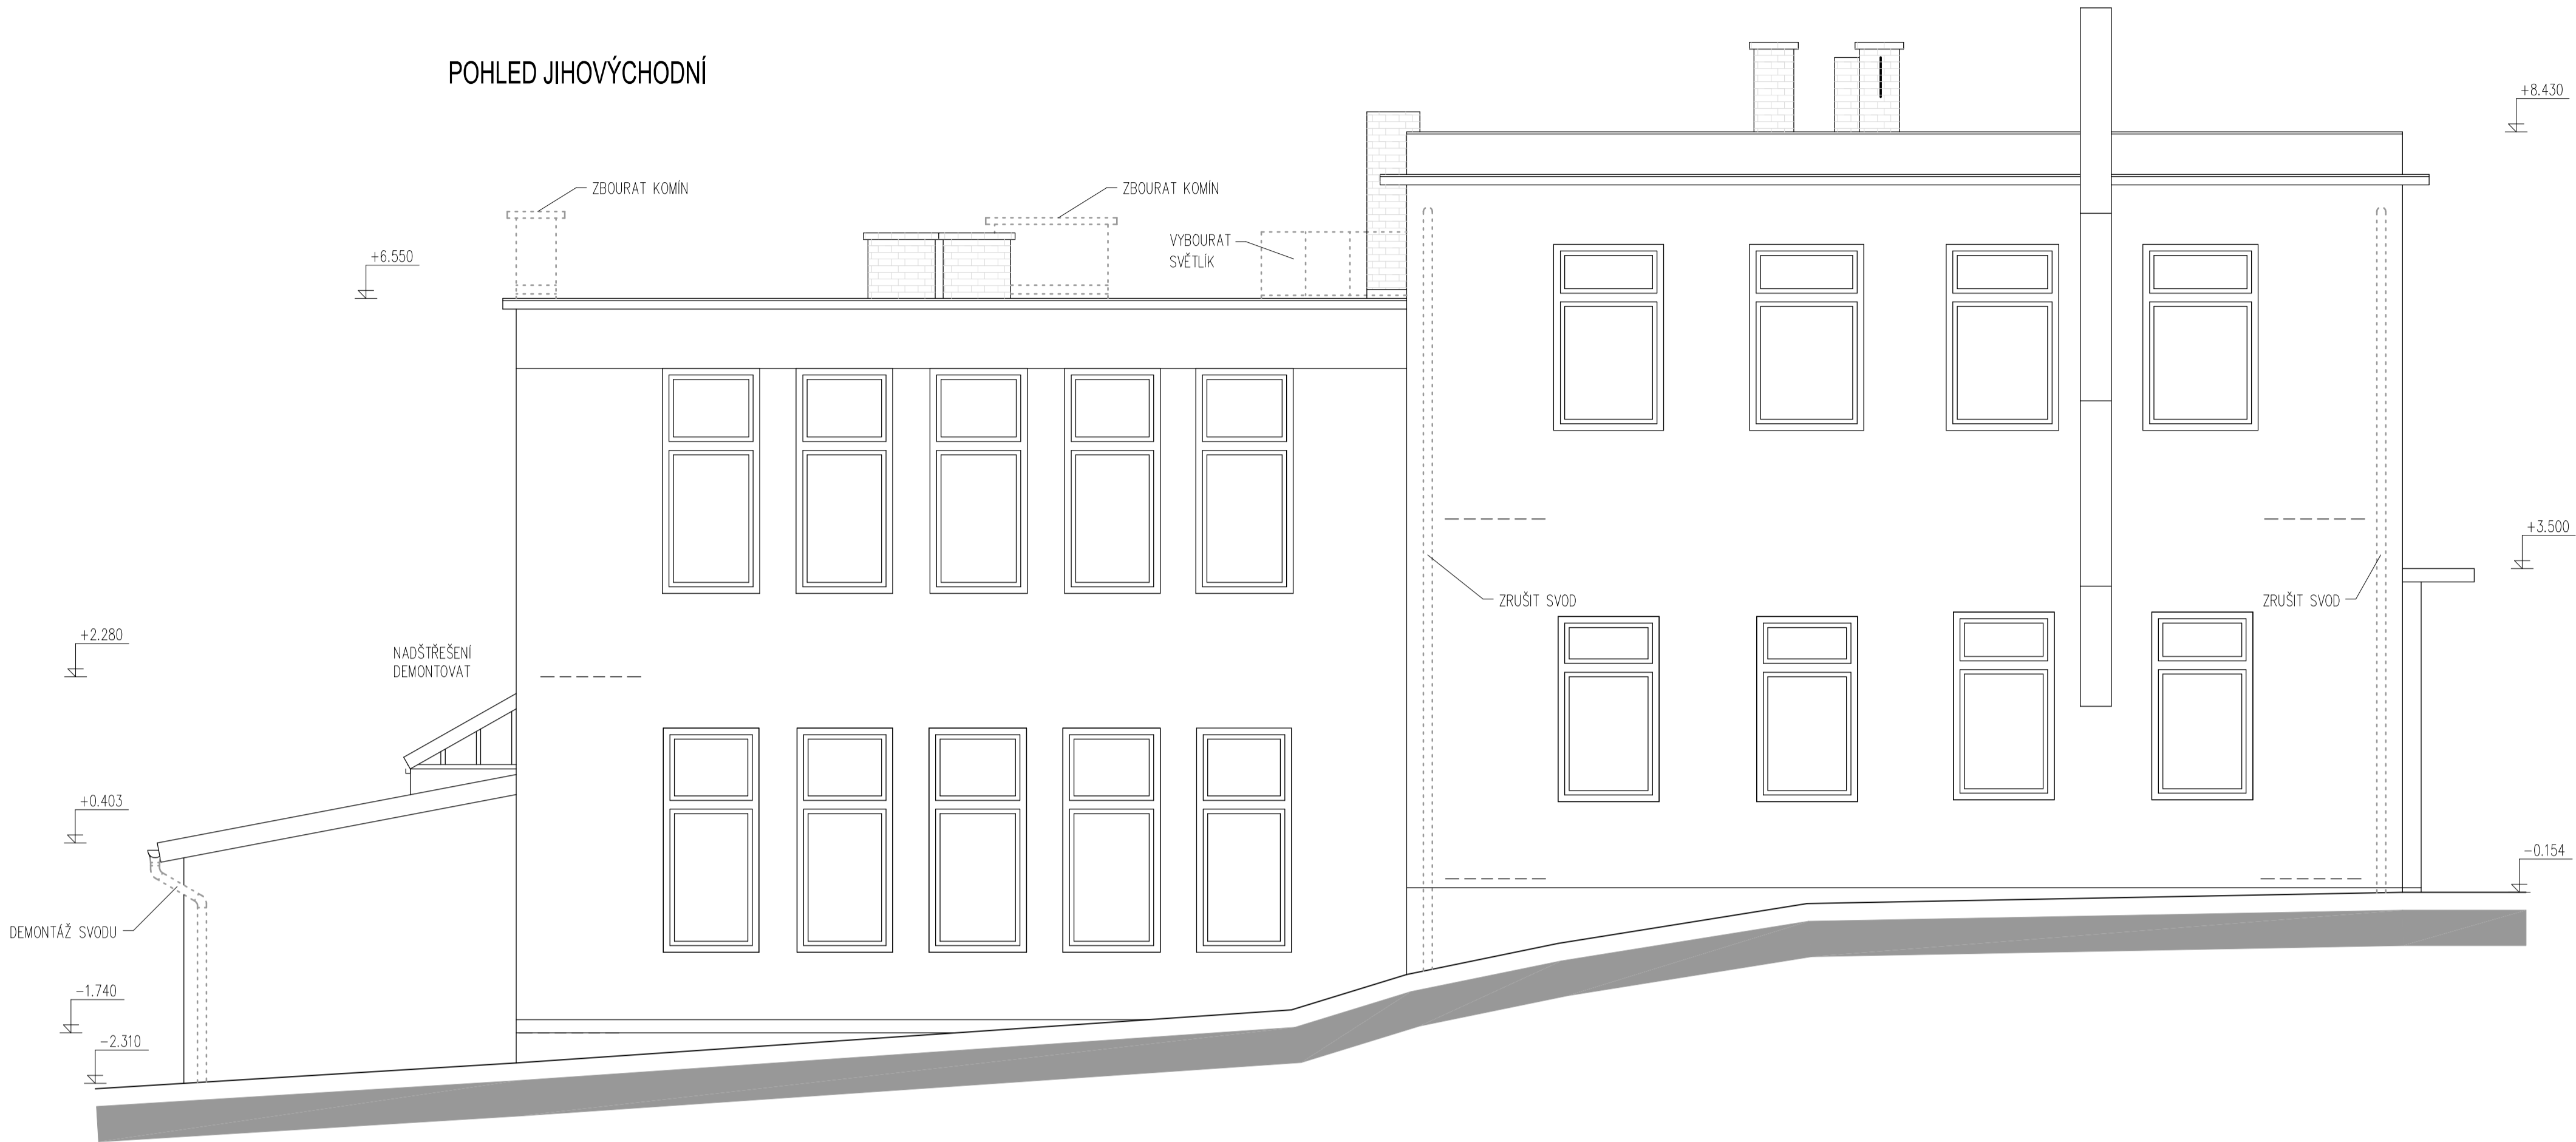 POHLED JIHOVÝCHODNÍ
+8.430
ZBOURAT KOMÍN
ZBOURAT KOMÍN
VYBOURAT
SVĚTLÍK
+6.550
+3.500
ZRUŠIT SVOD
ZRUŠIT SVOD
+2.280
NADŠTŘEŠENÍ
DEMONTOVAT
+0.403
-0.154
DEMONTÁŽ SVODU
-1.740
-2.310